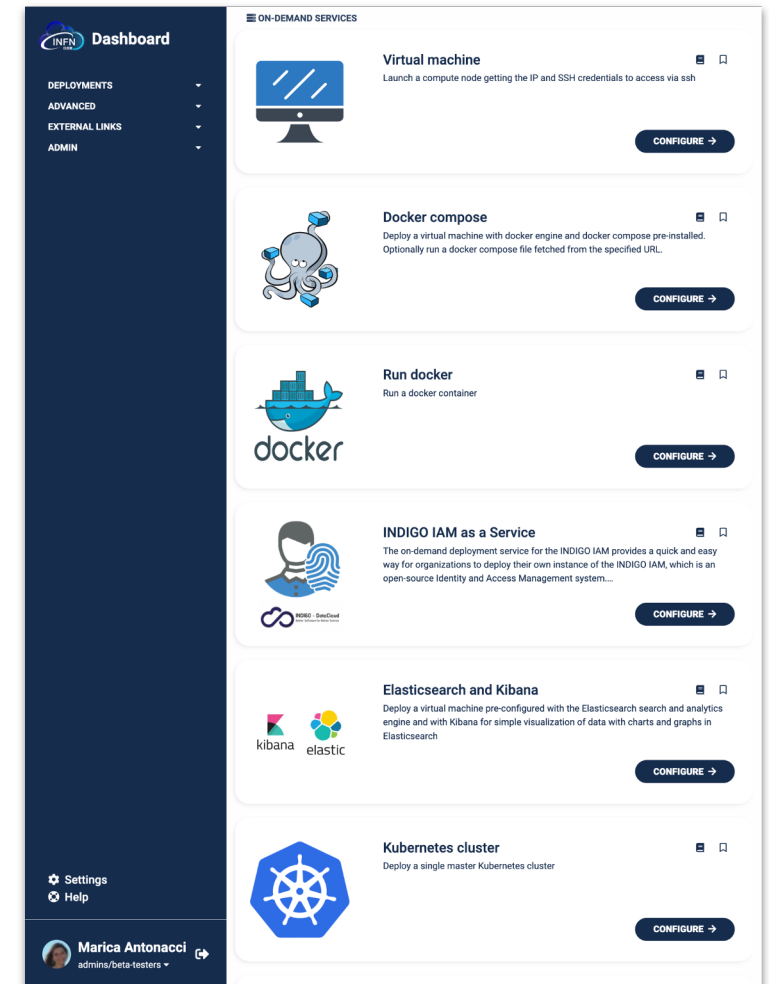 INFN
Dashboard
DEPLOYMENTS
ADVANCED
EXTERNAL LINKS
ADMIN
Settings
Help
Marica Antonacci
admins/beta-testers
ON-DEMAND SERVICES
Virtual machine
Launch a compute node getting the IP and SSH credentials to access via ssh
CONFIGURE →
Docker compose
Deploy a virtual machine with docker engine and docker compose pre-installed.
Optionally run a docker compose file fetched from the specified URL.
CONFIGURE →
docker
Run docker
Run a docker container
CONFIGURE →
INDIGO - DataCloud
INDIGO IAM as a Service
The on-demand deployment service for the INDIGO IAM provides a quick and easy
way for organizations to deploy their own instance of the INDIGO IAM, which is an
open-source Identity and Access Management system....
CONFIGURE →
kibana
elastic
Elasticsearch and Kibana
Deploy a virtual machine pre-configured with the Elasticsearch search and analytics
engine and with Kibana for simple visualization of data with charts and graphs in
Elasticsearch
CONFIGURE →
Kubernetes cluster
Deploy a single master Kubernetes cluster
CONFIGURE →